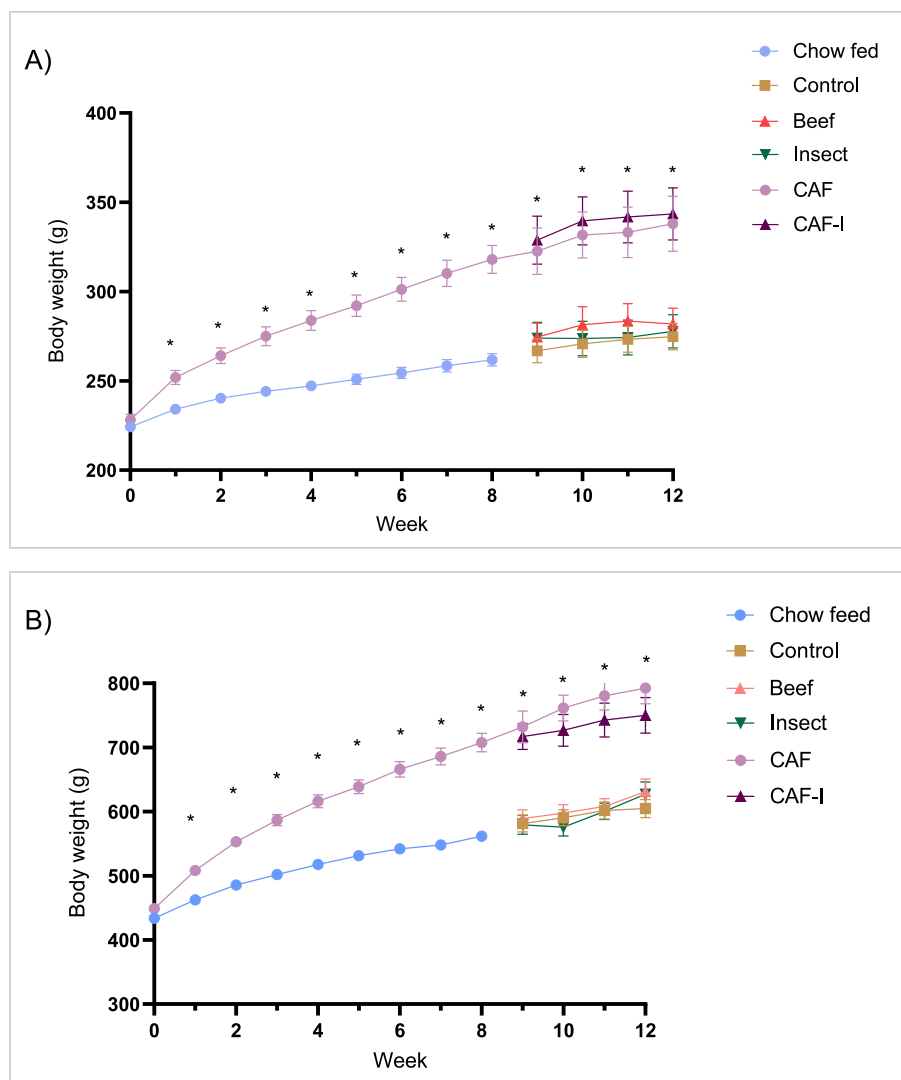 A)
Chow fed
Control
Beef
Insect
CAF
CAF-I
400
350
300
250
200
Body weight (g)
* * * * * * * * * * * *
0 2 4 6 8 10 12
Week
B)
Chow feed
Control
Beef
Insect
CAF
CAF-I
800
700
600
500
400
300
Body weight (g)
* * * * * * * * * * * *
0 2 4 6 8 10 12
Week